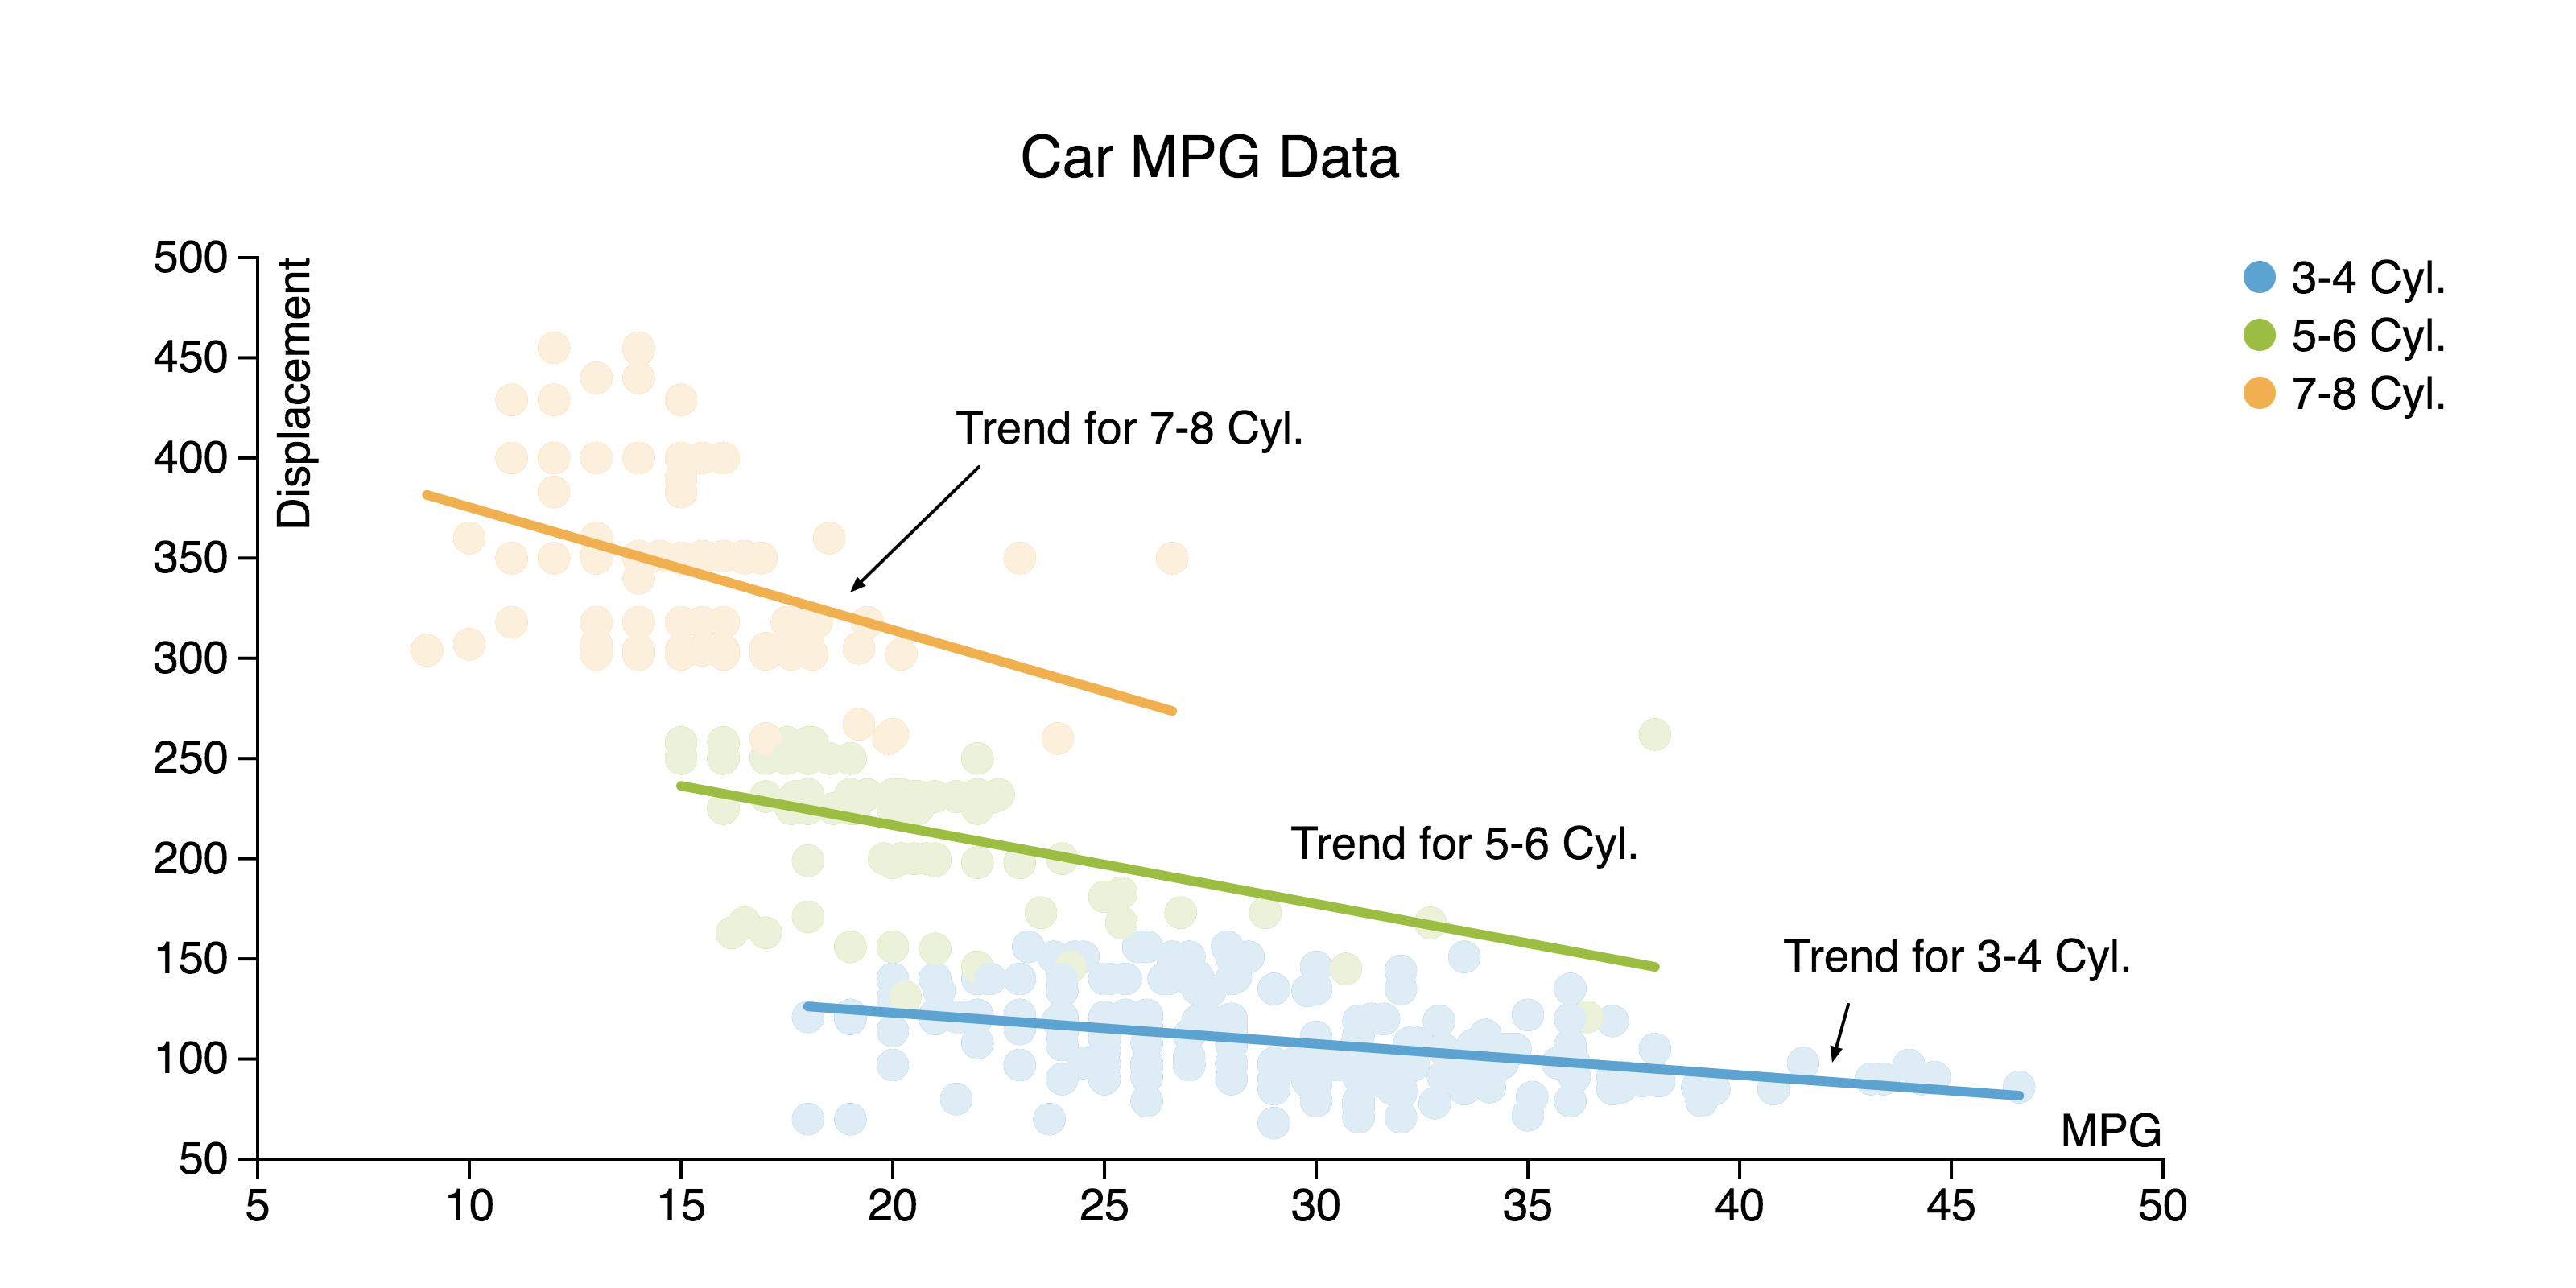 Car MPG Data
500
450
400
350
300
250
200
150
100
50
Displacement
3-4 Cyl.
5-6 Cyl.
7-8 Cyl.
Trend for 7-8 Cyl.
Trend for 5-6 Cyl.
Trend for 3-4 Cyl.
MPG
5 10 15 20 25 30 35 40 45 50